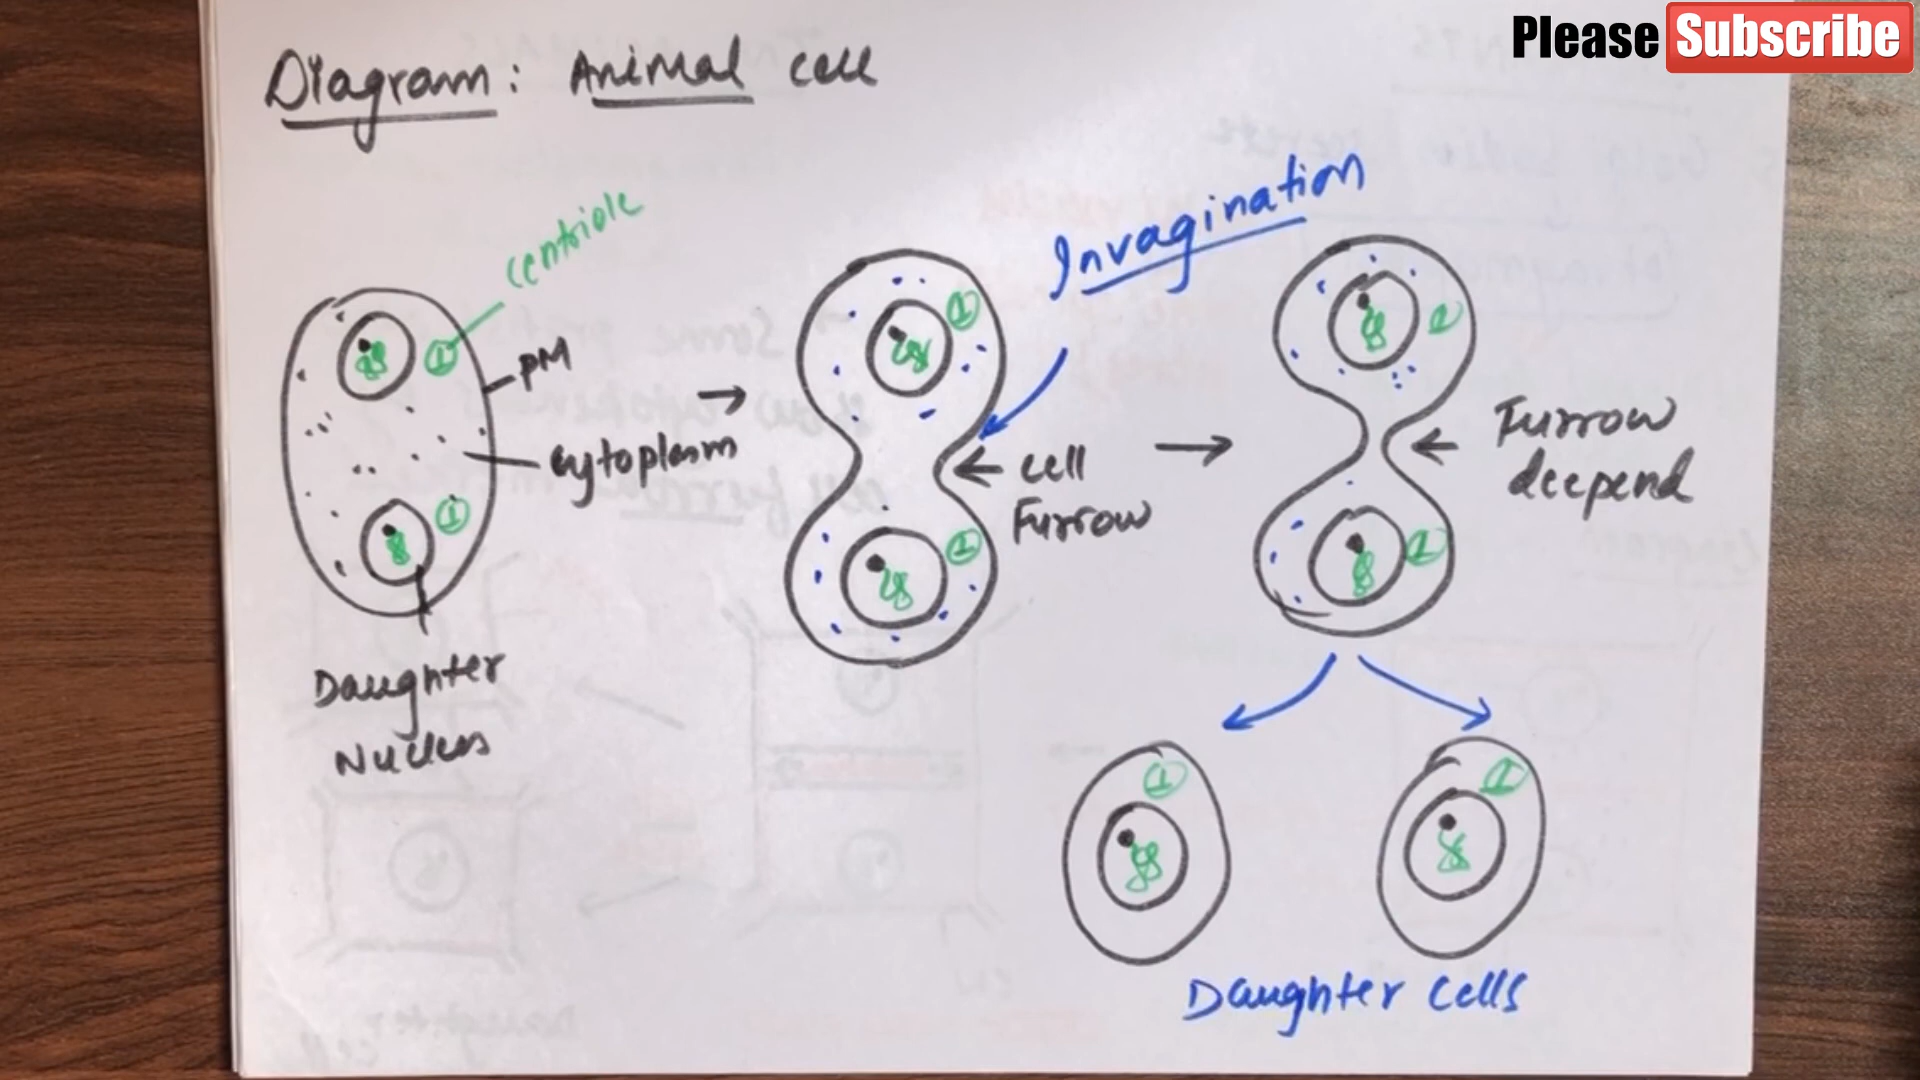 Please Subscribe
Diagram: Animal cell
centriole
PM
cytoplasm
Daughter
Nucleus
Invagination
cell
Furrow
Furrow
deepend
Daughter cells